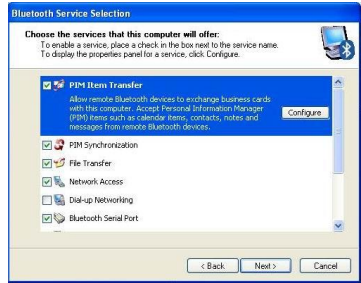 Bluetooth Service Selection
Choose the services that this computer will offer:
To enable a service, place a check in the box next to the service name.
To display the properties panel for a service, click Configure.
PIM Item Transfer
Allow remote Bluetooth devices to exchange business cards
with this computer. Accept Personal Information Manager
(PIM) items such as calendar items, contacts, notes and
messages from remote Bluetooth devices.
Configure
PIM Synchronization
File Transfer
Network Access
Dial-up Networking
Bluetooth Serial Port
< Back
Next >
Cancel